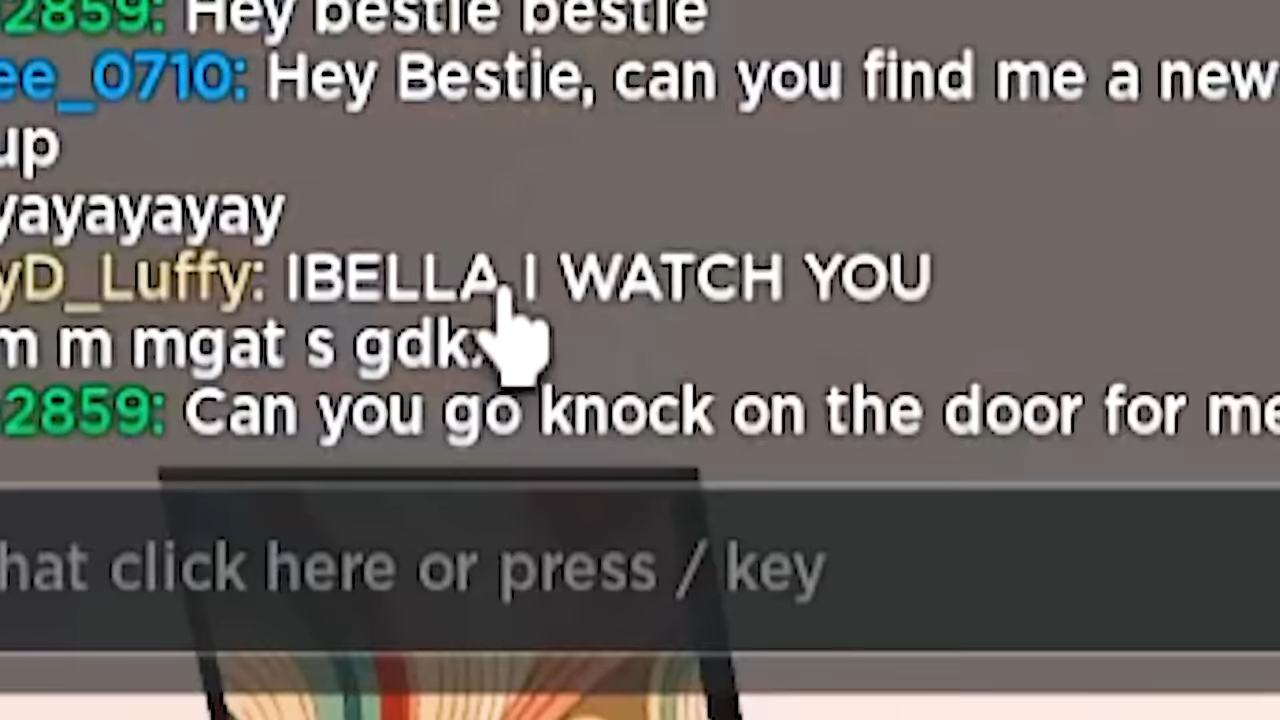 2859: Hey bestie bestie
ee_0710: Hey Bestie, can you find me a new
up
yayayayay
yD_Luffy: IBELLA I WATCH YOU
m m mgat s gdk
2859: Can you go knock on the door for me
hat click here or press / key